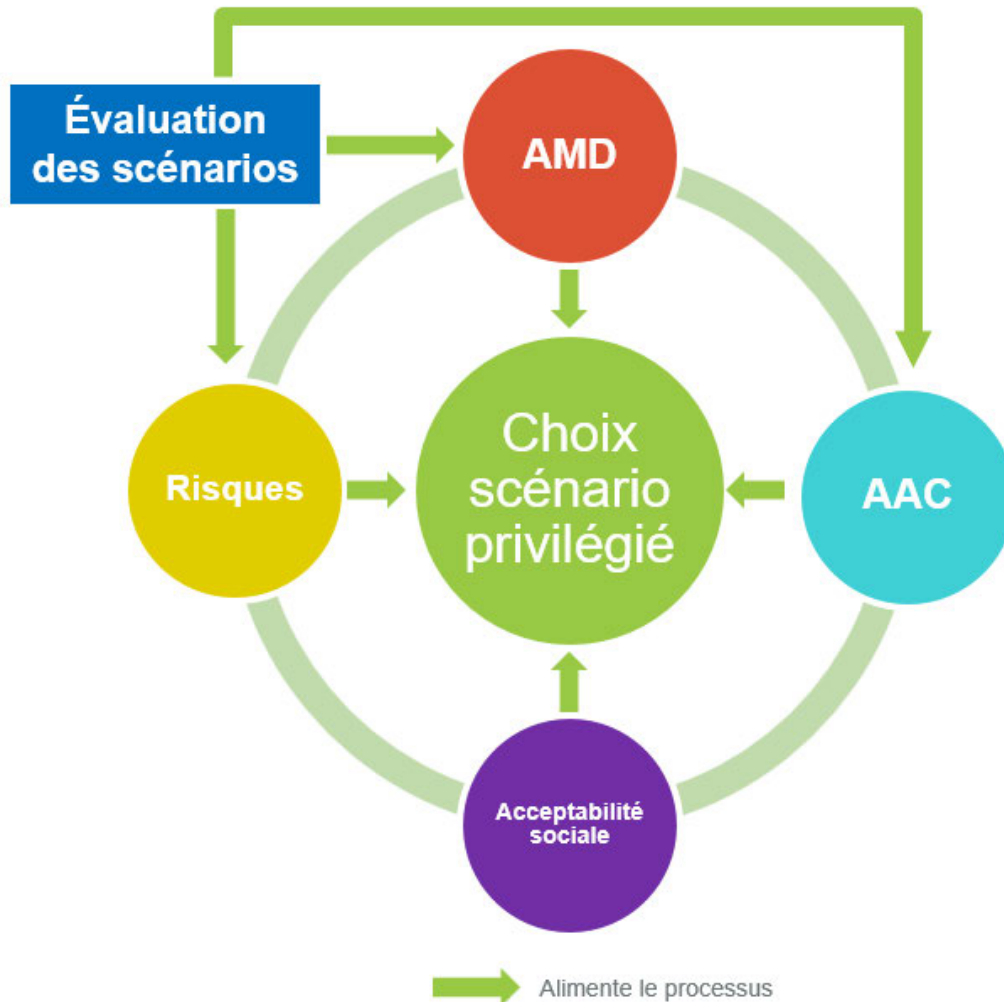 Évaluation
des scénarios
AMD
Choix
scénario
privilégié
Risques
AAC
Acceptabilité
sociale
Alimente le processus